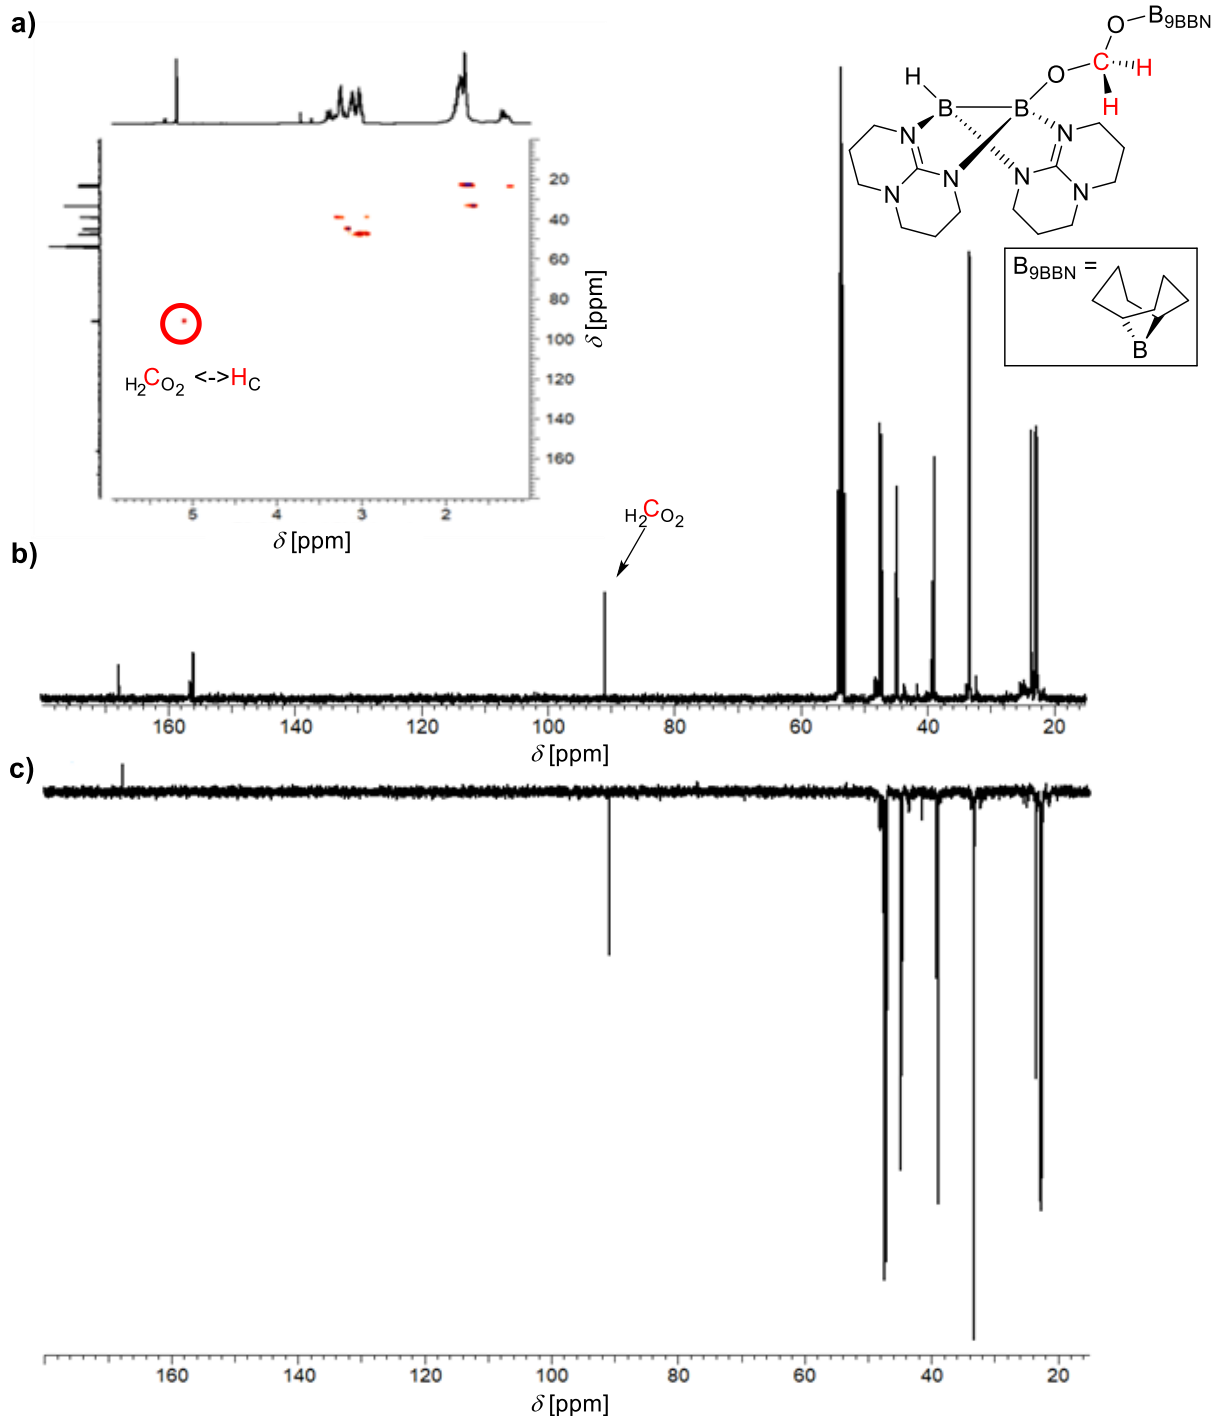 a)
O B9BBN
O C H
H
H B B
N N
N N
N N
B9BBN =
B
20
40
60
80
100
120
140
160
δ [ppm]
H2CO2 <->HC
5 4 3 2
δ [ppm]
b)
H2CO2
160 140 120 100 80 60 40 20
δ [ppm]
c)
160 140 120 100 80 60 40 20
δ [ppm]